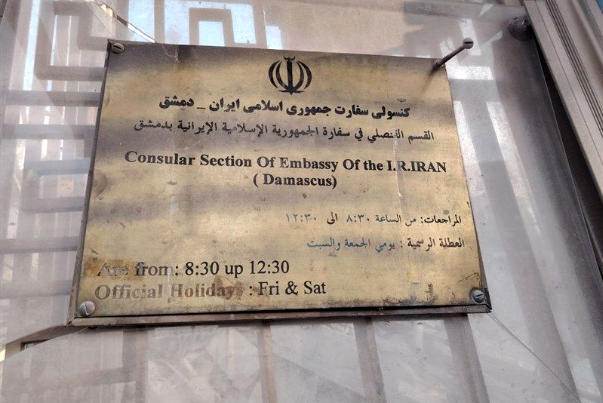 کنسولی سفارت جمهوری اسلامی ایران _ دمشق
القسم القنصلي في سفارة الجمهورية الإسلامية الإيرانية بدمشق
Consular Section Of Embassy Of the I.R.IRAN
( Damascus)
المراجعات: من الساعة ٨:٣٠ الى ١٢:٣٠
العطلة الرسمية : يومي الجمعة والسبت
from: 8:30 up 12:30
Official Holidays : Fri & Sat